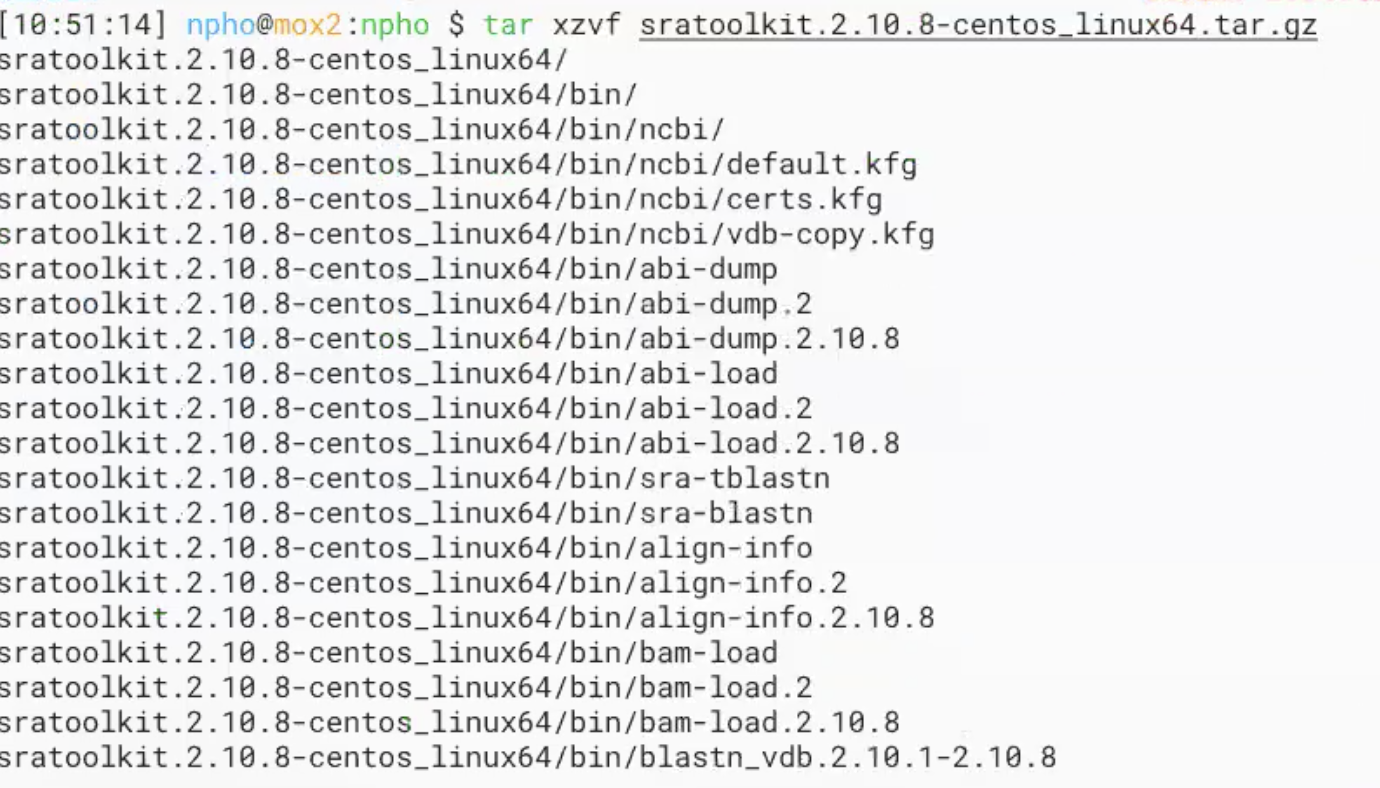 [10:51:14] npho@mox2:npho $ tar xzvf sratoolkit.2.10.8-centos_linux64.tar.gz
sratoolkit.2.10.8-centos_linux64/
sratoolkit.2.10.8-centos_linux64/bin/
sratoolkit.2.10.8-centos_linux64/bin/ncbi/
sratoolkit.2.10.8-centos_linux64/bin/ncbi/default.kfg
sratoolkit.2.10.8-centos_linux64/bin/ncbi/certs.kfg
sratoolkit.2.10.8-centos_linux64/bin/ncbi/vdb-copy.kfg
sratoolkit.2.10.8-centos_linux64/bin/abi-dump
sratoolkit.2.10.8-centos_linux64/bin/abi-dump.2
sratoolkit.2.10.8-centos_linux64/bin/abi-dump.2.10.8
sratoolkit.2.10.8-centos_linux64/bin/abi-load
sratoolkit.2.10.8-centos_linux64/bin/abi-load.2
sratoolkit.2.10.8-centos_linux64/bin/abi-load.2.10.8
sratoolkit.2.10.8-centos_linux64/bin/sra-tblastn
sratoolkit.2.10.8-centos_linux64/bin/sra-blastn
sratoolkit.2.10.8-centos_linux64/bin/align-info
sratoolkit.2.10.8-centos_linux64/bin/align-info.2
sratoolkit.2.10.8-centos_linux64/bin/align-info.2.10.8
sratoolkit.2.10.8-centos_linux64/bin/bam-load
sratoolkit.2.10.8-centos_linux64/bin/bam-load.2
sratoolkit.2.10.8-centos_linux64/bin/bam-load.2.10.8
sratoolkit.2.10.8-centos_linux64/bin/blastn_vdb.2.10.1-2.10.8